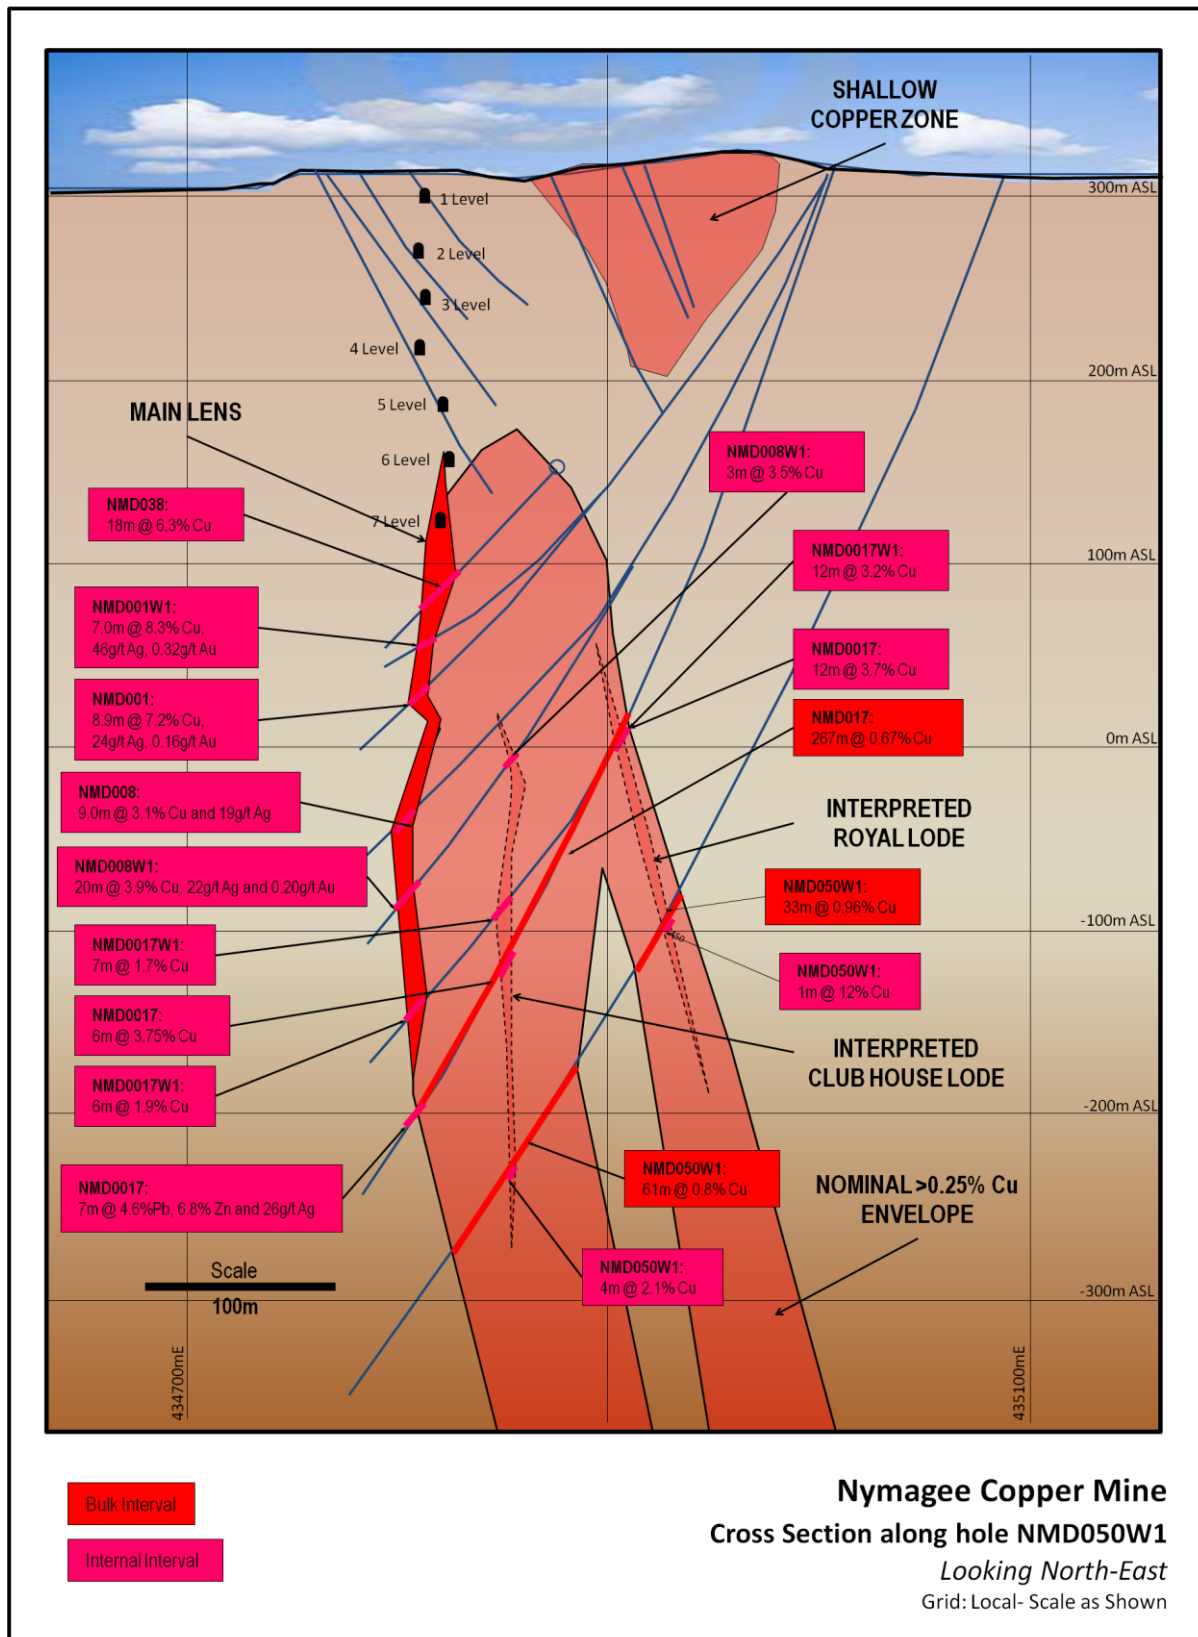 SHALLOW
COPPER ZONE
300m ASL
1 Level
2 Level
3 Level
4 Level
200m ASL
5 Level
MAIN LENS
6 Level
NMD008W1:
3m @ 3.5% Cu
NMD038:
18m @ 6.3% Cu
7 Level
100m ASL
NMD0017W1:
12m @ 3.2% Cu
NMD001W1:
7.0m @ 8.3% Cu,
46g/t Ag, 0.32g/t Au
NMD0017:
12m @ 3.7% Cu
NMD001:
8.9m @ 7.2% Cu,
24g/t Ag, 0.16g/t Au
NMD017:
267m @ 0.67% Cu
0m ASL
NMD008:
9.0m @ 3.1% Cu and 19g/t Ag
INTERPRETED
ROYAL LODE
NMD008W1:
20m @ 3.9% Cu, 22g/t Ag and 0.20g/t Au
NMD050W1:
33m @ 0.96% Cu
-100m ASL
NMD0017W1:
7m @ 1.7% Cu
NMD050W1:
1m @ 12% Cu
NMD0017:
6m @ 3.75% Cu
INTERPRETED
CLUB HOUSE LODE
NMD0017W1:
6m @ 1.9% Cu
-200m ASL
NMD0017:
7m @ 4.6%Pb, 6.8% Zn and 26g/t Ag
NMD050W1:
61m @ 0.8% Cu
NOMINAL >0.25% Cu
ENVELOPE
NMD050W1:
4m @ 2.1% Cu
Scale
100m
-300m ASL
434700mE
435100mE
Bulk Interval
Internal Interval
Nymagee Copper Mine
Cross Section along hole NMD050W1
Looking North-East
Grid: Local- Scale as Shown